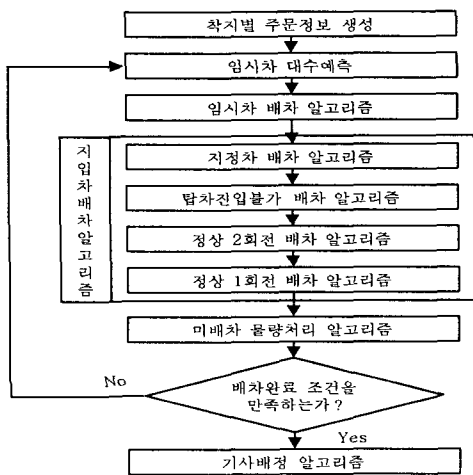 착지별 주문정보 생성
임시차 대수예측
임시차 배차 알고리즘
지입차배차알고리즘
지정차 배차 알고리즘
탑차진입불가 배차 알고리즘
정상 2회전 배차 알고리즘
정상 1회전 배차 알고리즘
미배차 물량처리 알고리즘
No
배차완료 조건을
만족하는가?
Yes
기사배정 알고리즘